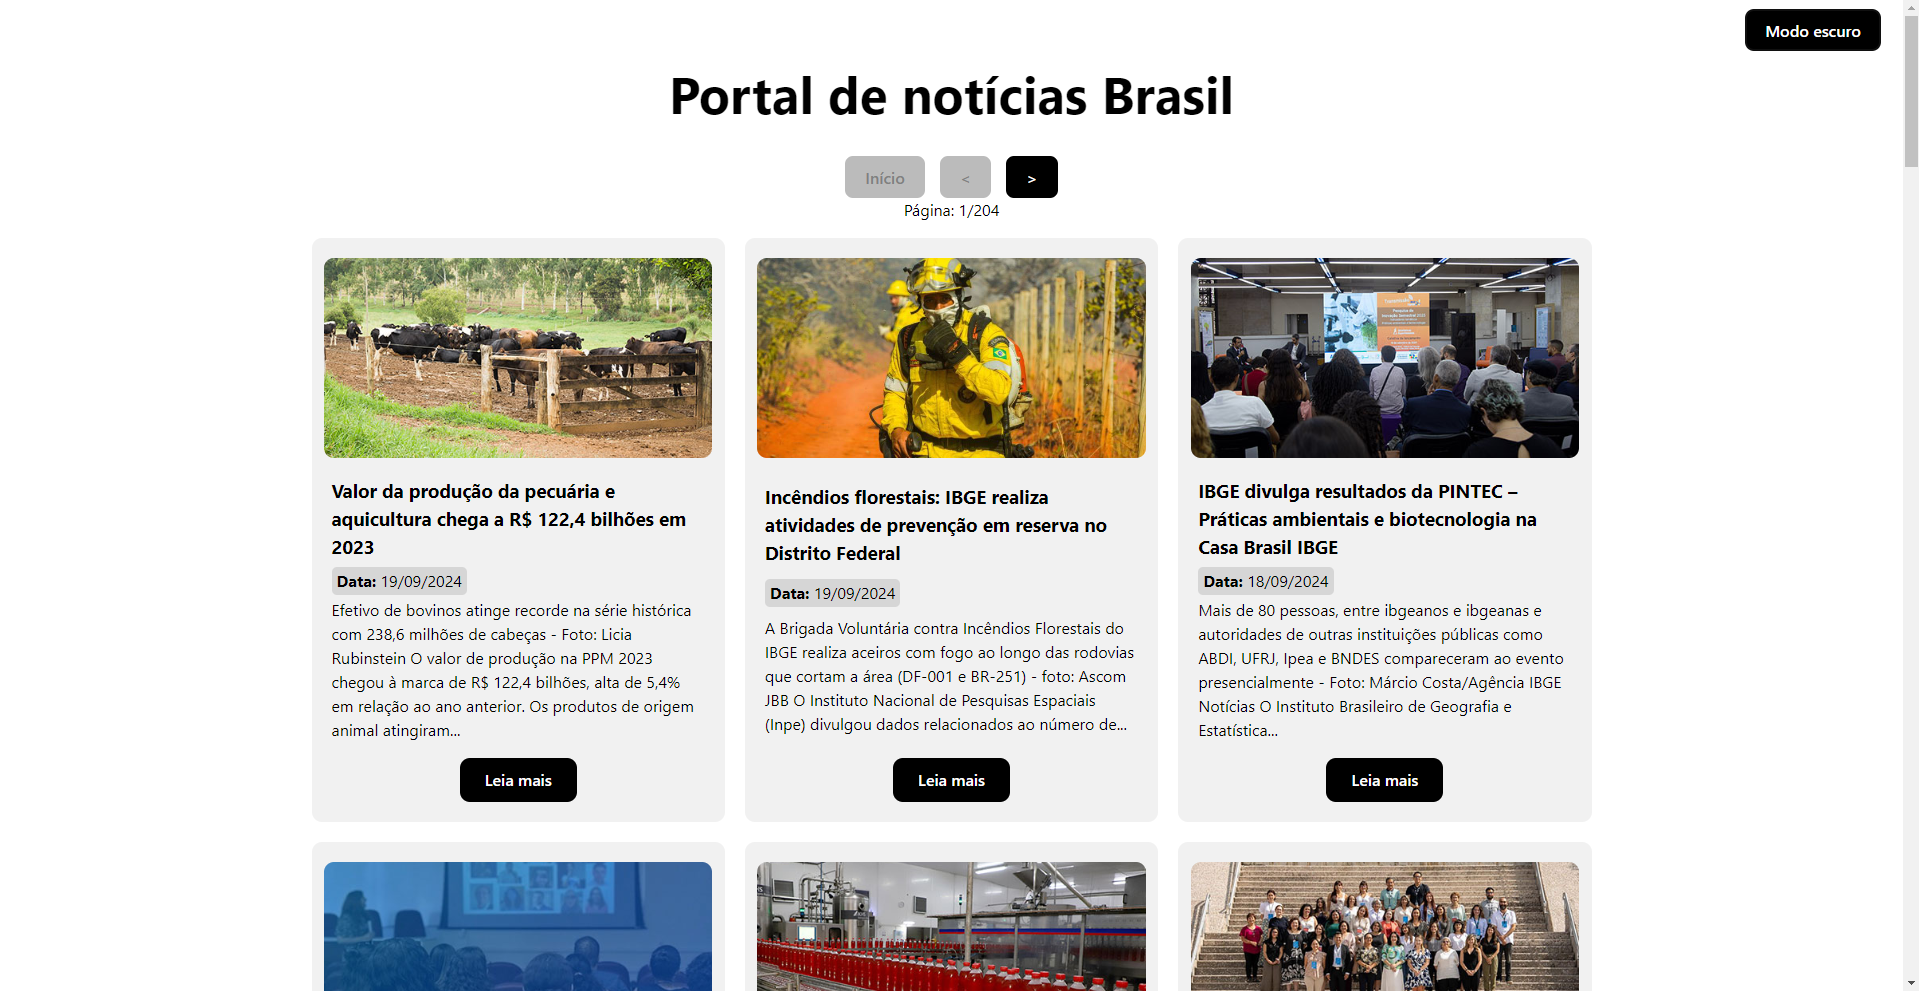 Modo escuro
Portal de notícias Brasil
Início
<
>
Página: 1/204
Valor da produção da pecuária e
aquicultura chega a R$ 122,4 bilhões em
2023
Data: 19/09/2024
Efetivo de bovinos atinge recorde na série histórica
com 238,6 milhões de cabeças - Foto: Licia
Rubinstein O valor de produção na PPM 2023
chegou à marca de R$ 122,4 bilhões, alta de 5,4%
em relação ao ano anterior. Os produtos de origem
animal atingiram...
Leia mais
Incêndios florestais: IBGE realiza
atividades de prevenção em reserva no
Distrito Federal
Data: 19/09/2024
A Brigada Voluntária contra Incêndios Florestais do
IBGE realiza aceiros com fogo ao longo das rodovias
que cortam a área (DF-001 e BR-251) - foto: Ascom
JBB O Instituto Nacional de Pesquisas Espaciais
(Inpe) divulgou dados relacionados ao número de...
Leia mais
IBGE divulga resultados da PINTEC –
Práticas ambientais e biotecnologia na
Casa Brasil IBGE
Data: 18/09/2024
Mais de 80 pessoas, entre ibgeanos e ibgeanas e
autoridades de outras instituições públicas como
ABDI, UFRJ, Ipea e BNDES compareceram ao evento
presencialmente - Foto: Márcio Costa/Agência IBGE
Notícias O Instituto Brasileiro de Geografia e
Estatística...
Leia mais